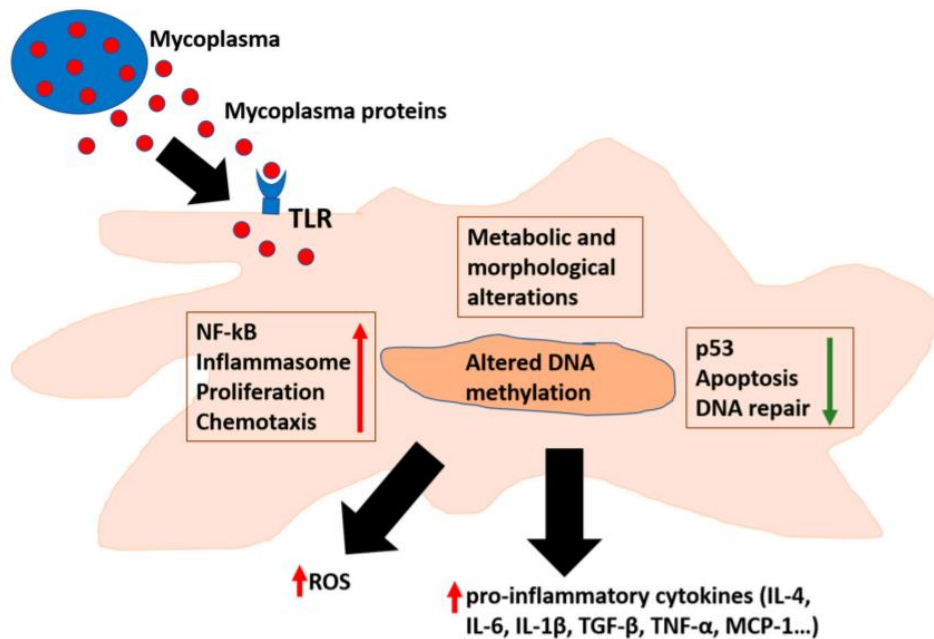 Mycoplasma
Mycoplasma proteins
TLR
Metabolic and
morphological
alterations
NF-kB
Inflammasome
Proliferation
Chemotaxis
Altered DNA
methylation
p53
Apoptosis
DNA repair
ROS
pro-inflammatory cytokines (IL-4,
IL-6, IL-1β, TGF-β, TNF-α, MCP-1...)